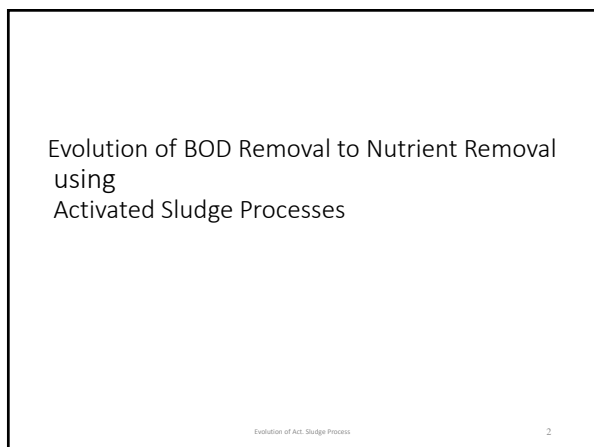 Evolution of BOD Removal to Nutrient Removal
using
Activated Sludge Processes
Evolution of Act. Sludge Process
2